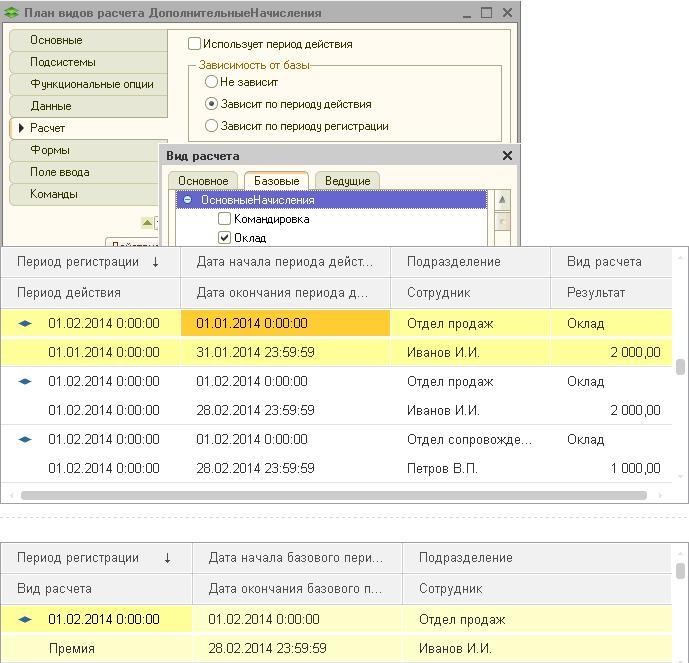 План видов расчета ДополнительныеНачисления
Основные
Подсистемы
Функциональные опции
Данные
Расчет
Формы
Поле ввода
Команды
Использует период действия
Зависимость от базы
Не зависит
Зависит по периоду действия
Зависит по периоду регистрации
Вид расчета
Основное Базовые Ведущие
ОсновныеНачисления
Командировка
Оклад
Период регистрации ↓ Дата начала периода дейст... Подразделение Вид расчета
Период действия Дата окончания периода д... Сотрудник Результат
01.02.2014 0:00:00 01.01.2014 0:00:00 Отдел продаж Оклад
01.01.2014 0:00:00 31.01.2014 23:59:59 Иванов И.И. 2 000,00
01.02.2014 0:00:00 01.02.2014 0:00:00 Отдел продаж Оклад
01.02.2014 0:00:00 28.02.2014 23:59:59 Иванов И.И. 2 000,00
01.02.2014 0:00:00 01.02.2014 0:00:00 Отдел сопровожде... Оклад
01.02.2014 0:00:00 28.02.2014 23:59:59 Петров В.П. 1 000,00
Период регистрации ↓ Дата начала базового пери... Подразделение
Вид расчета Дата окончания базового п... Сотрудник
01.02.2014 0:00:00 01.02.2014 0:00:00 Отдел продаж
Премия 28.02.2014 23:59:59 Иванов И.И.